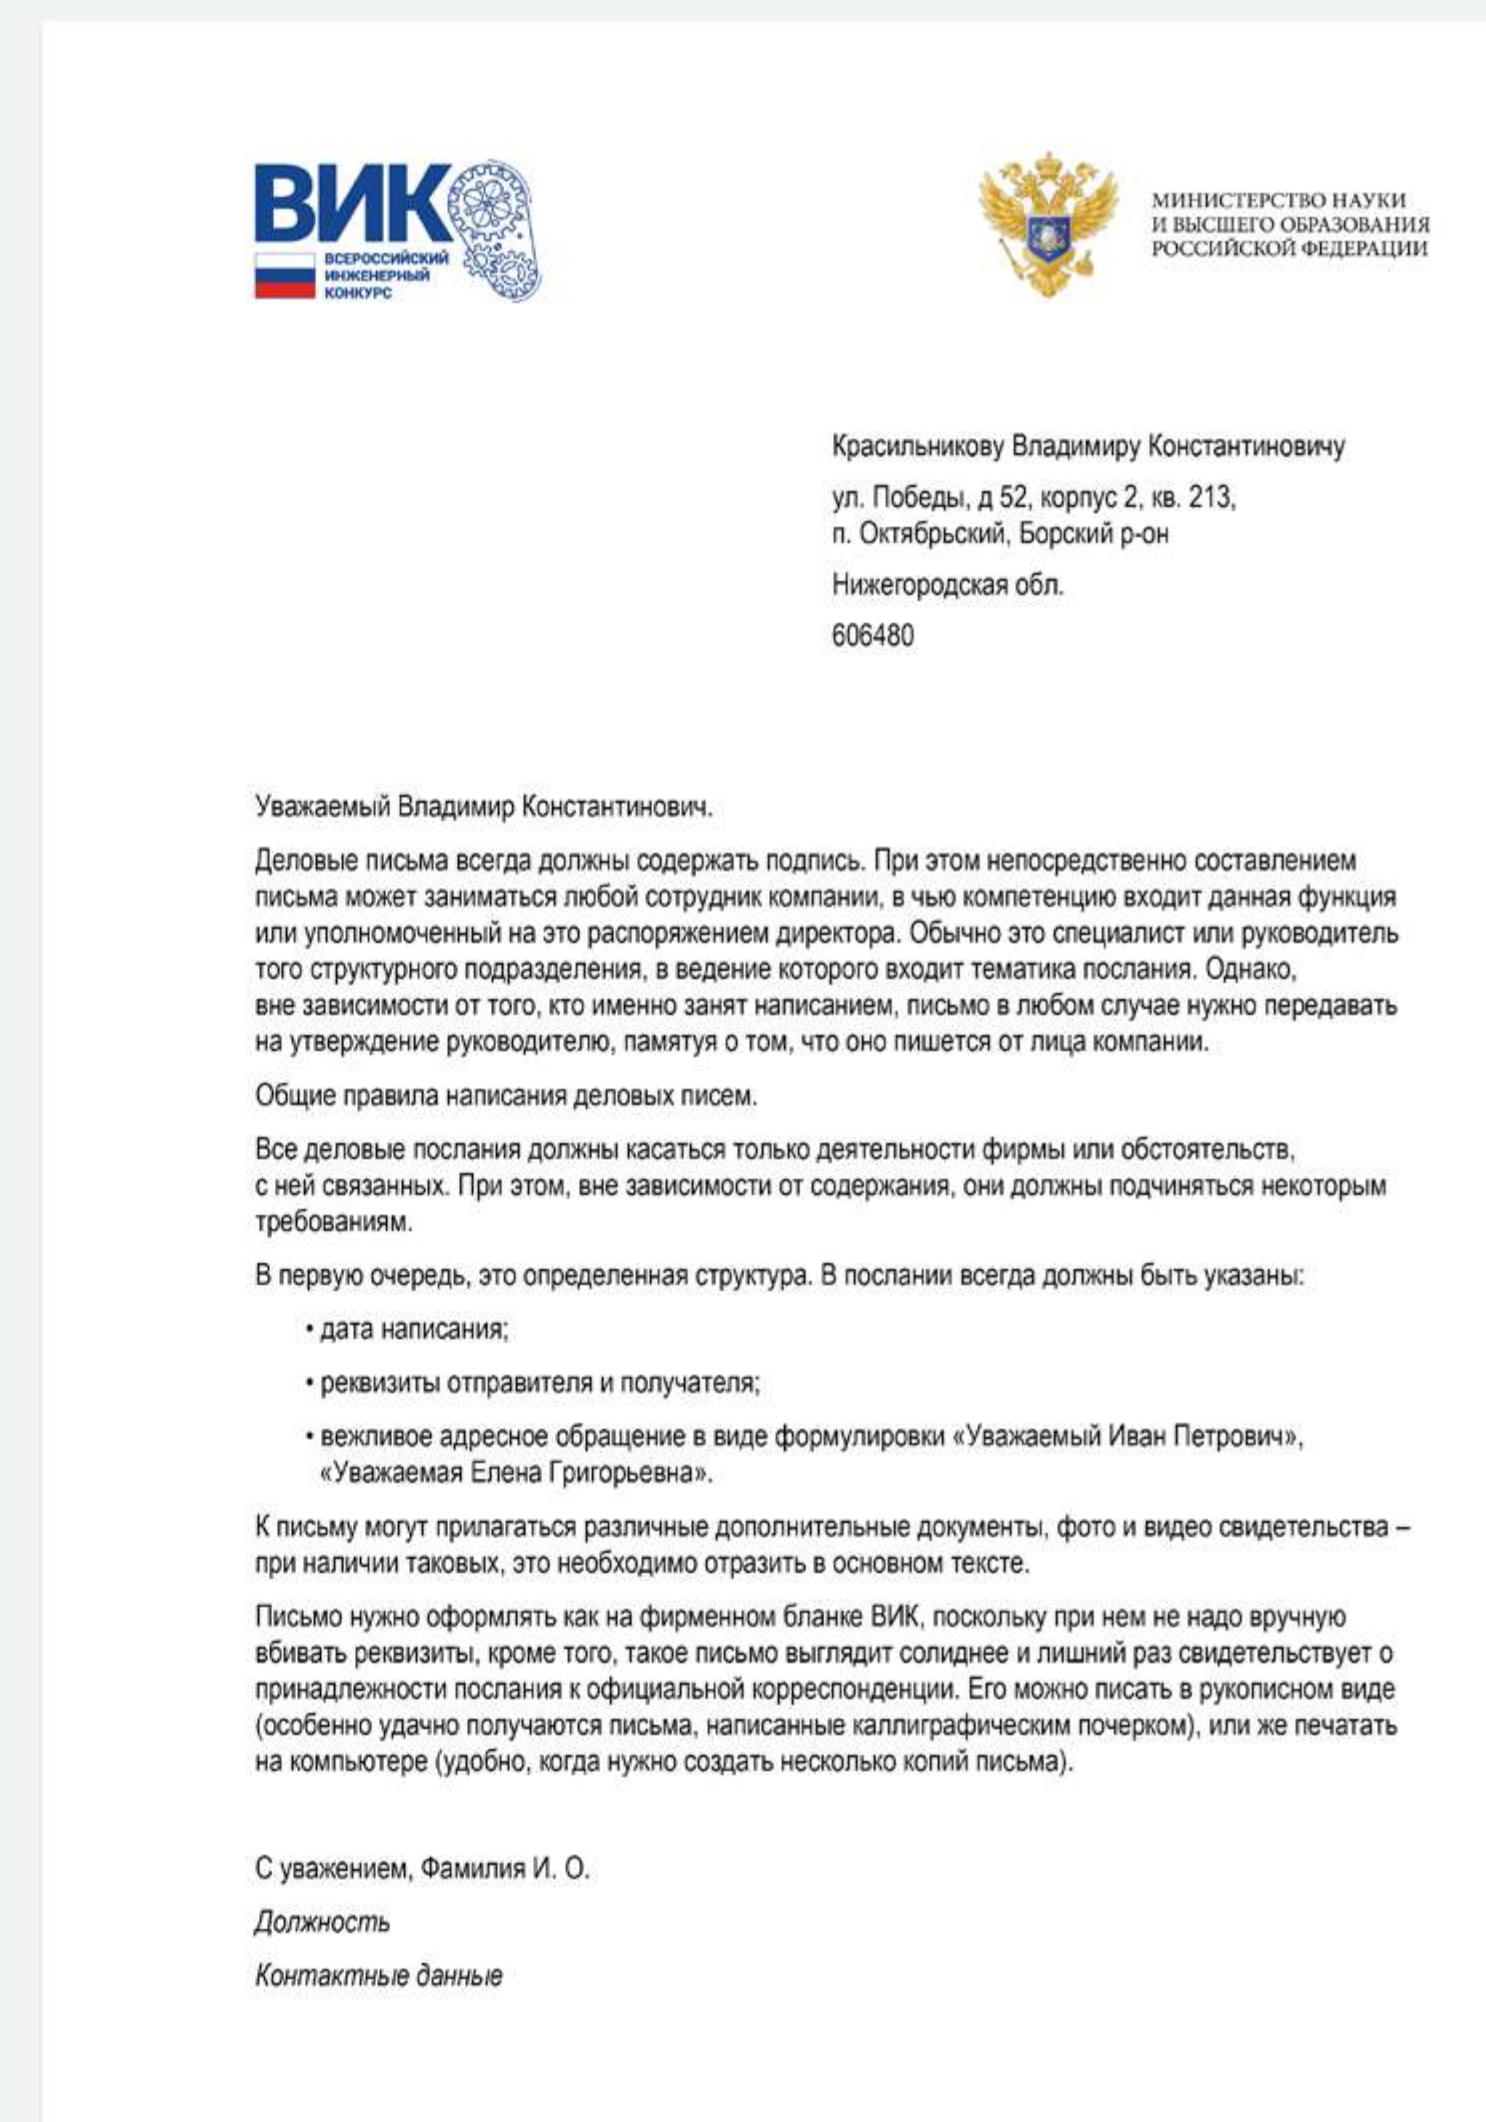 ВИК
ВСЕРОССИЙСКИЙ
ИНЖЕНЕРНЫЙ
КОНКУРС
МИНИСТЕРСТВО НАУКИ
И ВЫСШЕГО ОБРАЗОВАНИЯ
РОССИЙСКОЙ ФЕДЕРАЦИИ
Красильникову Владимиру Константиновичу
ул. Победы, д 52, корпус 2, кв. 213,
п. Октябрьский, Борский р-он
Нижегородская обл.
606480
Уважаемый Владимир Константинович.
Деловые письма всегда должны содержать подпись. При этом непосредственно составлением
письма может заниматься любой сотрудник компании, в чью компетенцию входит данная функция
или уполномоченный на это распоряжением директора. Обычно это специалист или руководитель
того структурного подразделения, в ведение которого входит тематика послания. Однако,
вне зависимости от того, кто именно занят написанием, письмо в любом случае нужно передавать
на утверждение руководителю, памятуя о том, что оно пишется от лица компании.
Общие правила написания деловых писем.
Все деловые послания должны касаться только деятельности фирмы или обстоятельств,
с ней связанных. При этом, вне зависимости от содержания, они должны подчиняться некоторым
требованиям.
В первую очередь, это определенная структура. В послании всегда должны быть указаны:
• дата написания;
• реквизиты отправителя и получателя;
• вежливое адресное обращение в виде формулировки «Уважаемый Иван Петрович»,
«Уважаемая Елена Григорьевна».
К письму могут прилагаться различные дополнительные документы, фото и видео свидетельства –
при наличии таковых, это необходимо отразить в основном тексте.
Письмо нужно оформлять как на фирменном бланке ВИК, поскольку при нем не надо вручную
вбивать реквизиты, кроме того, такое письмо выглядит солиднее и лишний раз свидетельствует о
принадлежности послания к официальной корреспонденции. Его можно писать в рукописном виде
(особенно удачно получаются письма, написанные каллиграфическим почерком), или же печатать
на компьютере (удобно, когда нужно создать несколько копий письма).
С уважением, Фамилия И. О.
Должность
Контактные данные